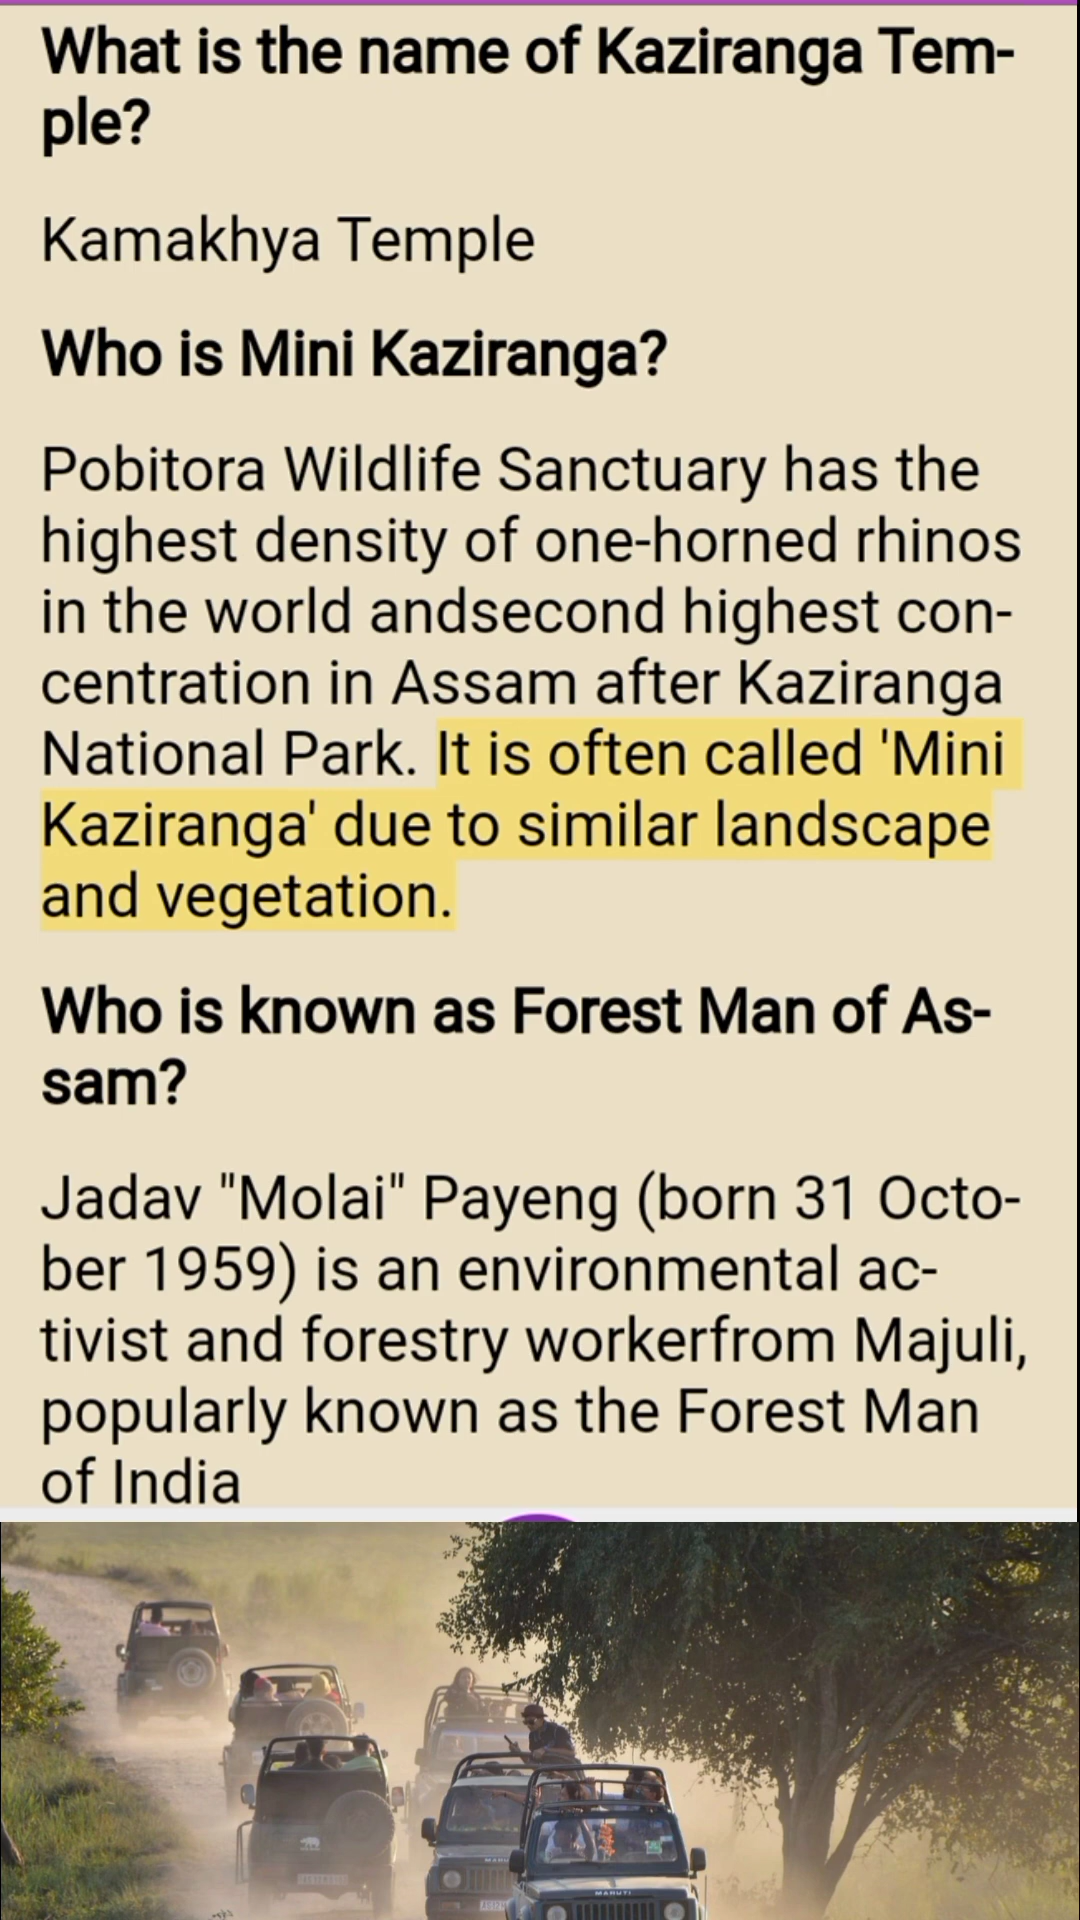 What is the name of Kaziranga Tem-
ple?
Kamakhya Temple
Who is Mini Kaziranga?
Pobitora Wildlife Sanctuary has the
highest density of one-horned rhinos
in the world andsecond highest con-
centration in Assam after Kaziranga
National Park. It is often called 'Mini
Kaziranga' due to similar landscape
and vegetation.
Who is known as Forest Man of As-
sam?
Jadav "Molai" Payeng (born 31 Octo-
ber 1959) is an environmental ac-
tivist and forestry workerfrom Majuli,
popularly known as the Forest Man
of India
MARUTI